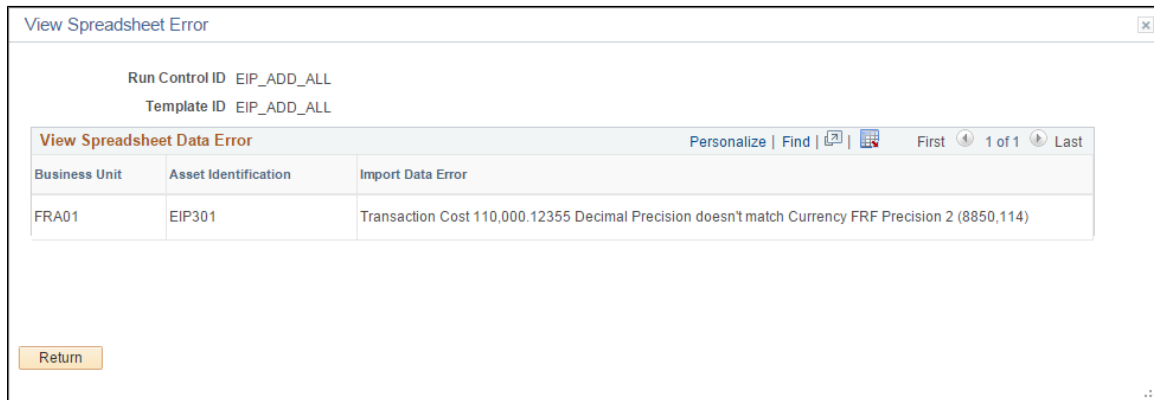 View Spreadsheet Error
Run Control ID EIP_ADD_ALL
Template ID EIP_ADD_ALL
View Spreadsheet Data Error Personalize | Find | | First 1 of 1 Last
Business Unit Asset Identification Import Data Error
FRA01 EIP301 Transaction Cost 110,000.12355 Decimal Precision doesn't match Currency FRF Precision 2 (8850,114)
Return